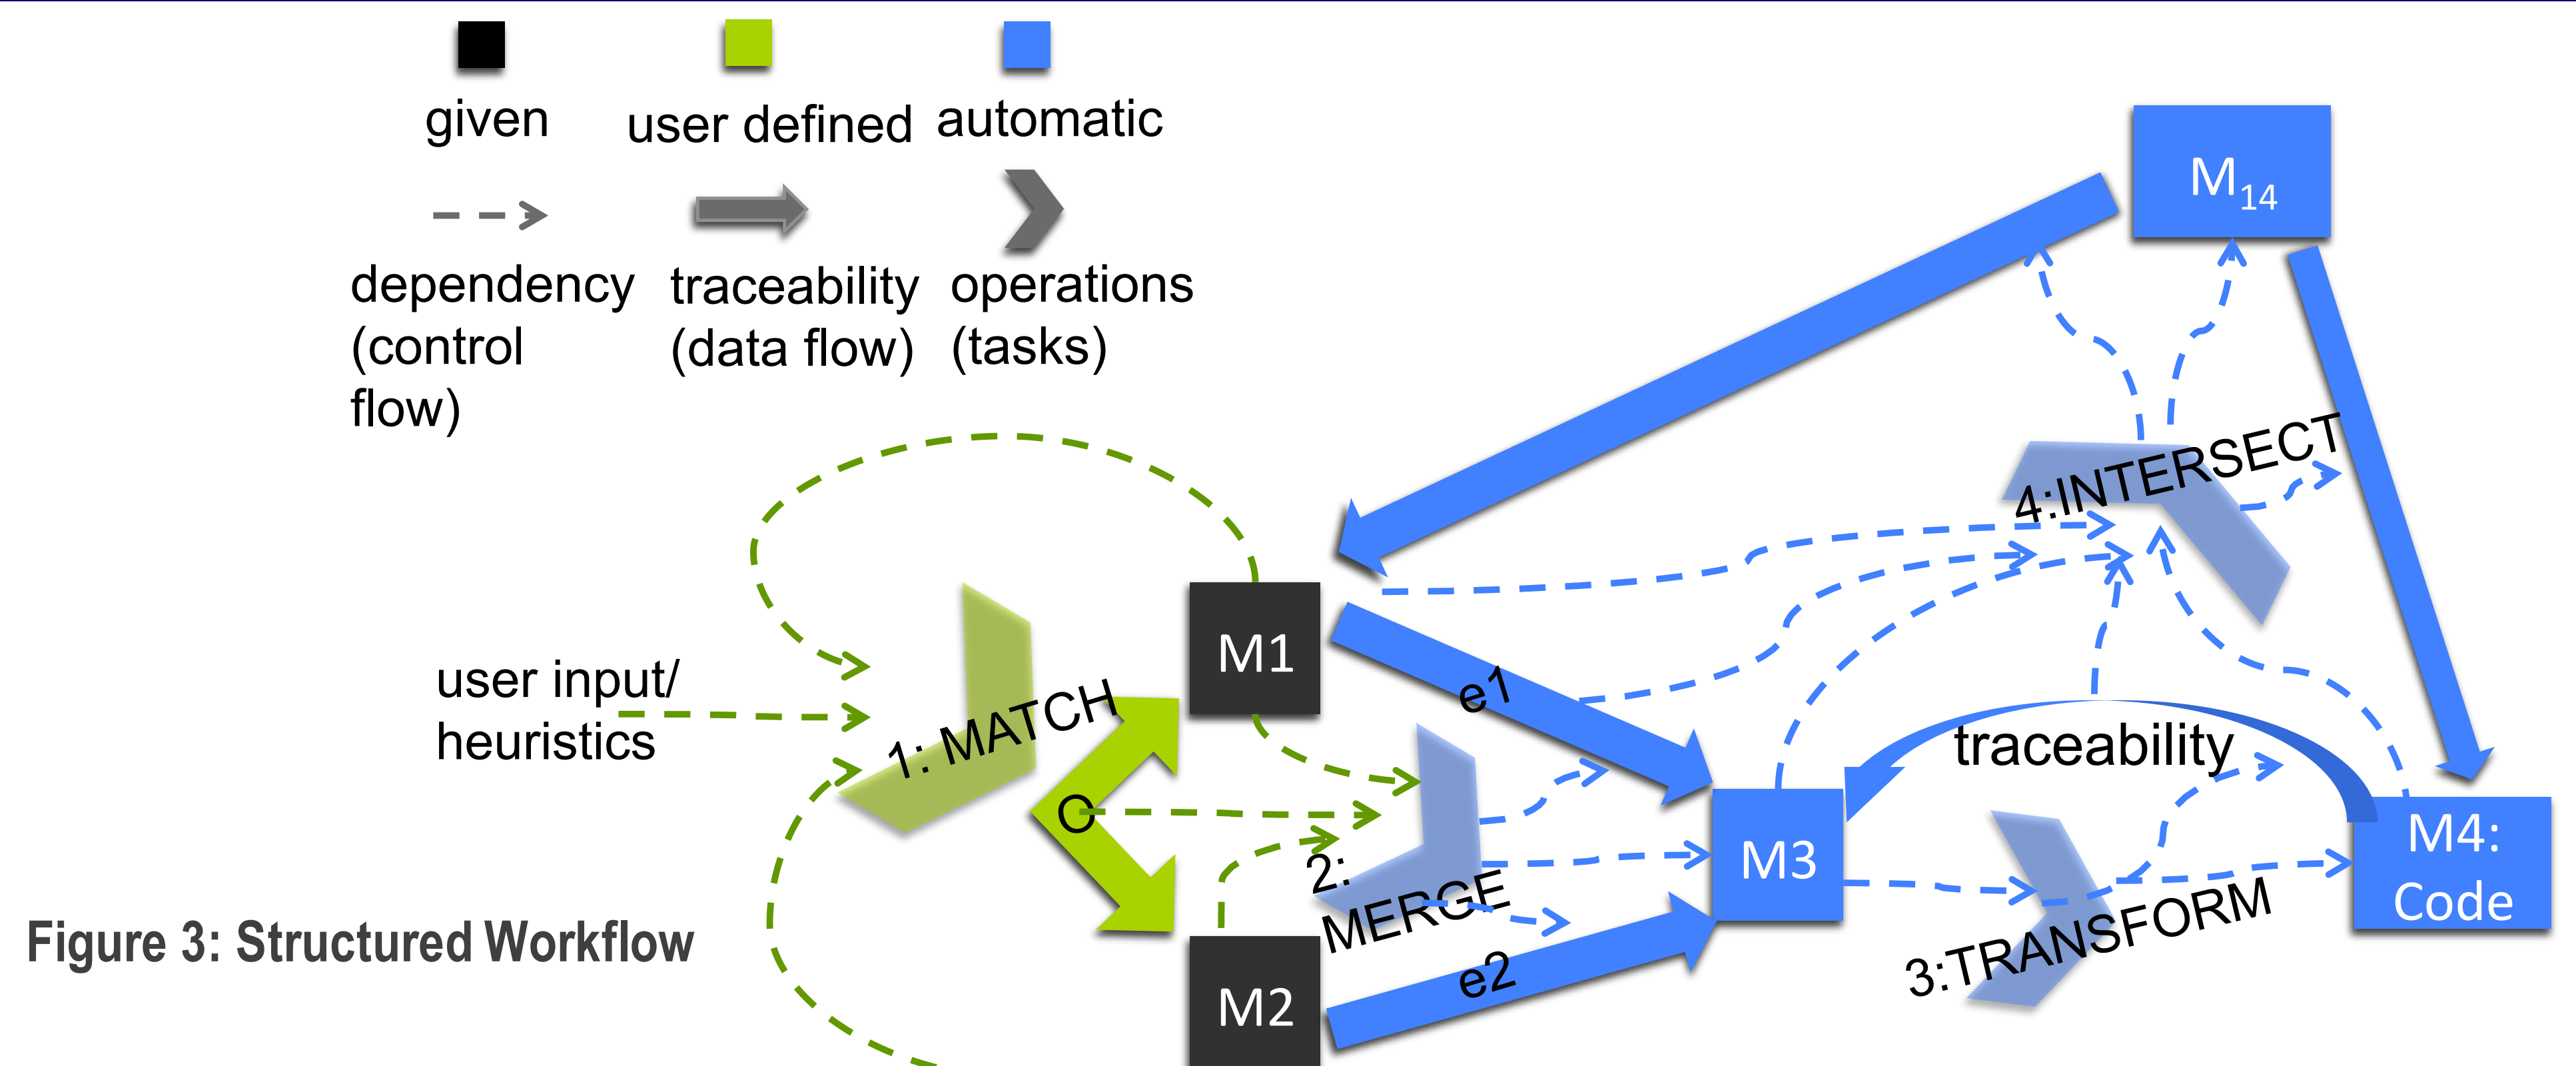 given
user defined
automatic
dependency
(control
flow)
traceability
(data flow)
operations
(tasks)
M14
4:INTERSECT
user input/
heuristics
1: MATCH
M1
e1
O
traceability
2:
MERGE
M3
M4:
Code
3:TRANSFORM
e2
M2
Figure 3: Structured Workflow